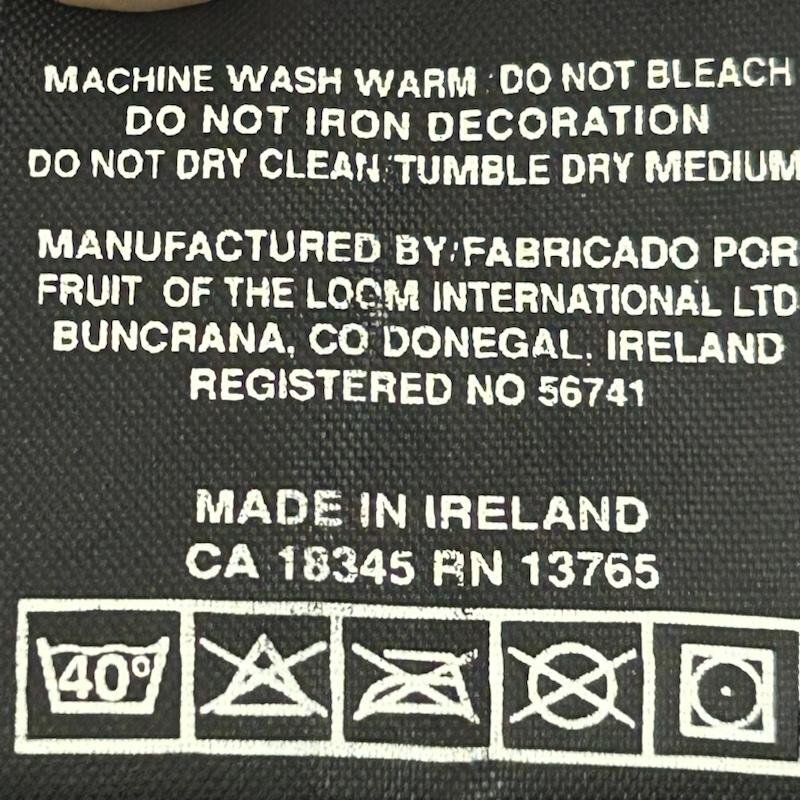 MACHINE WASH WARM DO NOT BLEACH
DO NOT IRON DECORATION
DO NOT DRY CLEAN/TUMBLE DRY MEDIUM
MANUFACTURED BY/FABRICADO POR
FRUIT OF THE LOOM INTERNATIONAL LTD
BUNCRANA, CO DONEGAL. IRELAND
REGISTERED NO 56741
MADE IN IRELAND
CA 18345 RN 13765
40°